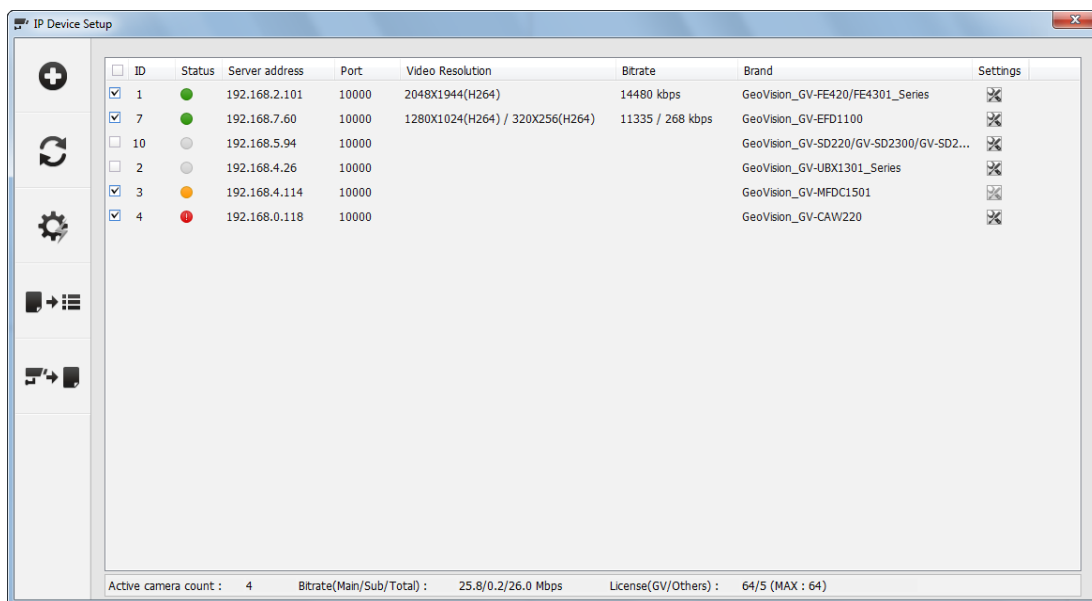 IP Device Setup
ID Status Server address Port Video Resolution Bitrate Brand Settings
1 192.168.2.101 10000 2048X1944(H264) 14480 kbps GeoVision_GV-FE420/FE4301_Series
7 192.168.7.60 10000 1280X1024(H264) / 320X256(H264) 11335 / 268 kbps GeoVision_GV-EFD1100
10 192.168.5.94 10000 GeoVision_GV-SD220/GV-SD2300/GV-SD2...
2 192.168.4.26 10000 GeoVision_GV-UBX1301_Series
3 192.168.4.114 10000 GeoVision_GV-MFDC1501
4 192.168.0.118 10000 GeoVision_GV-CAW220
Active camera count : 4 Bitrate(Main/Sub/Total) : 25.8/0.2/26.0 Mbps License(GV/Others) : 64/5 (MAX : 64)